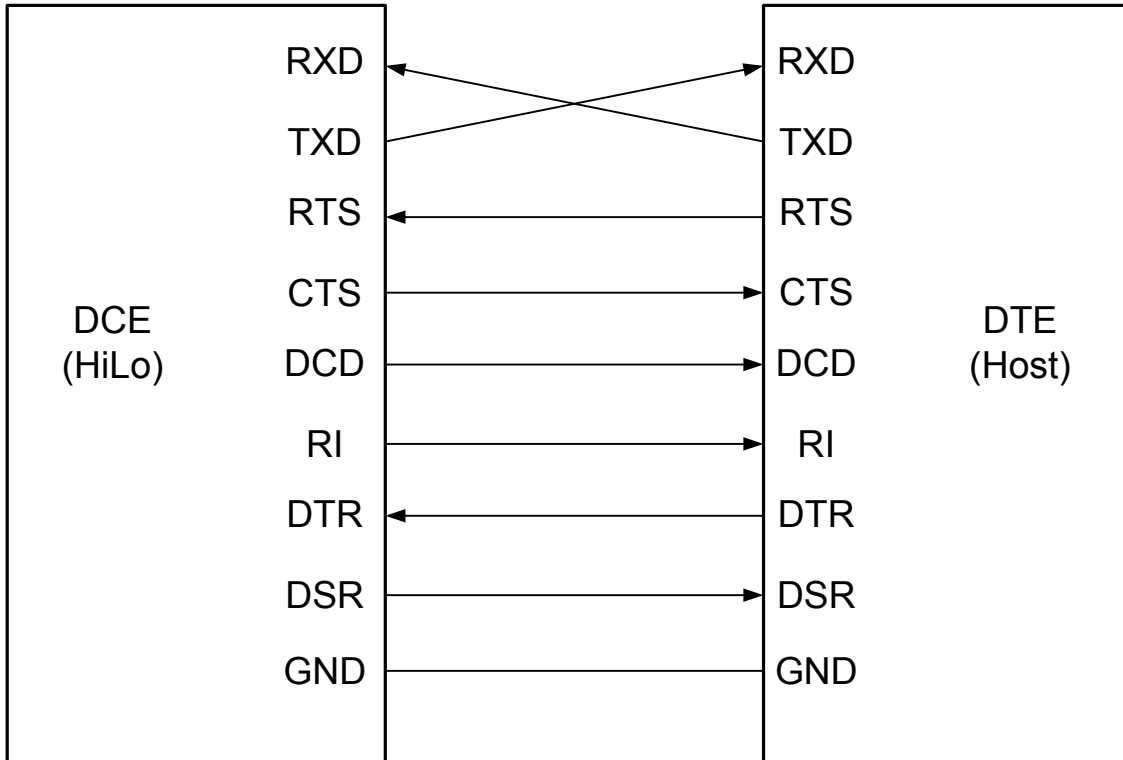 RXD
TXD
RTS
CTS
DCD
RI
DTR
DSR
GND
DCE
(HiLo)
RXD
TXD
RTS
CTS
DCD
RI
DTR
DSR
GND
DTE
(Host)